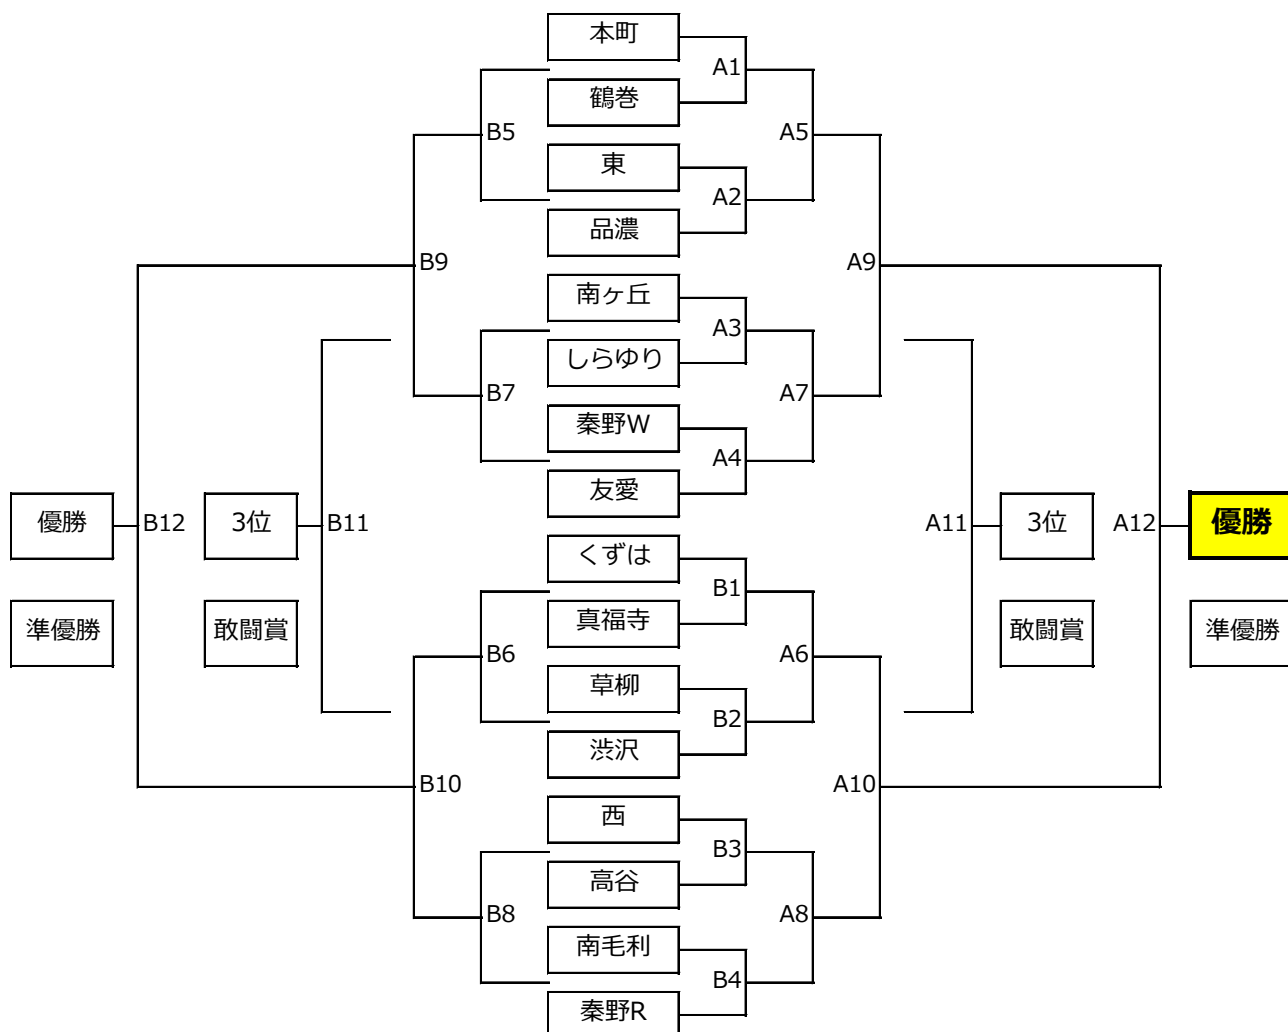 本町
A1
鶴巻
B5
A5
東
A2
品濃
B9
A9
南ヶ丘
A3
しらゆり
B7
A7
秦野W
A4
友愛
優勝
B12
3位
B11
A11
3位
A12
優勝
くずは
B1
準優勝
敢闘賞
真福寺
敢闘賞
準優勝
B6
A6
草柳
B2
渋沢
B10
A10
西
B3
高谷
B8
A8
南毛利
B4
秦野R